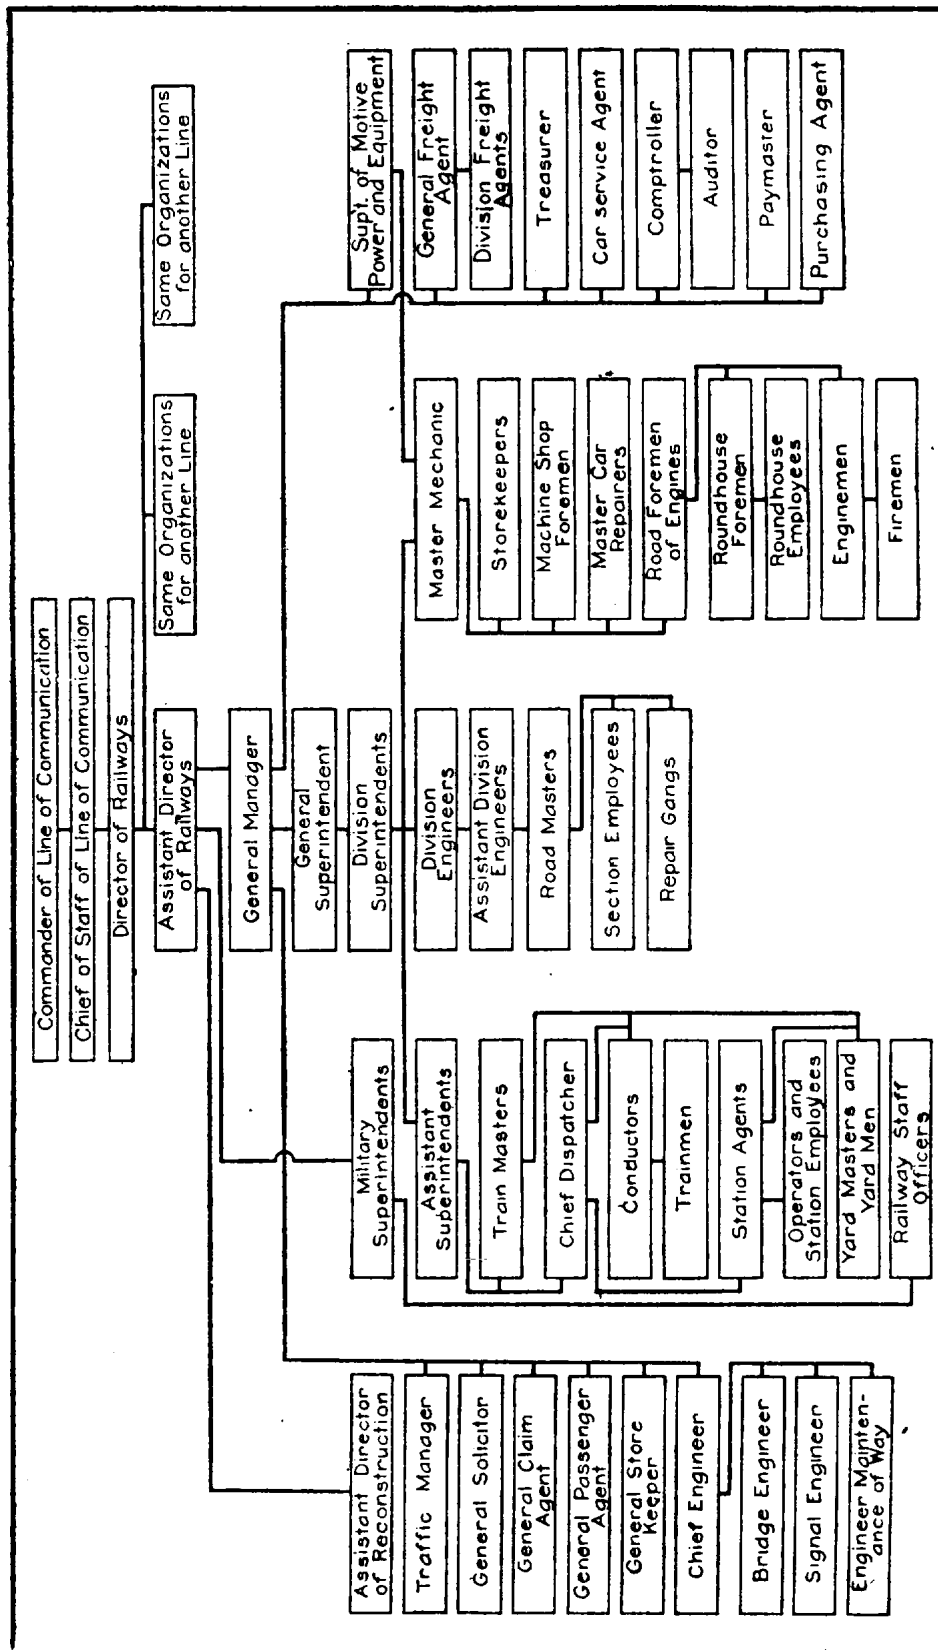 Commander of Line of Communication
Chief of Staff of Line of Communication
Director of Railways
Assistant Director
of Railways
Same Organizations
for another Line
Same Organizations
for another Line
General Manager
General
Superintendent
Division
Superintendents
Assistant Director
of Reconstruction
Traffic Manager
General Solicitor
General Claim
Agent
General Passenger
Agent
General Store
Keeper
Chief Engineer
Bridge Engineer
Signal Engineer
Engineer Mainten-
ance of Way
Military
Superintendents
Assistant
Superintendents
Train Masters
Chief Dispatcher
Conductors
Trainmen
Station Agents
Operators and
Station Employees
Yard Masters and
Yard Men
Railway Staff
Officers
Division
Engineers
Assistant Division
Engineers
Road Masters
Section Employees
Repair Gangs
Master Mechanic
Storekeepers
Machine Shop
Foremen
Master Car
Repairers
Road Foremen
of Engines
Roundhouse
Foremen
Roundhouse
Employees
Enginemen
Firemen
Supt. of Motive
Power and Equipment
General Freight
Agent
Division Freight
Agents
Treasurer
Car service Agent
Comptroller
Auditor
Paymaster
Purchasing Agent